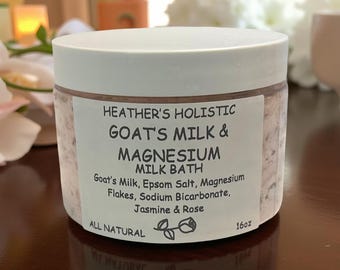 HEATHER'S HOLISTIC
GOAT'S MILK &
MAGNESIUM
MILK BATH
Goat's Milk, Epsom Salt, Magnesium
Flakes, Sodium Bicarbonate,
Jasmine & Rose
ALL NATURAL
16oz